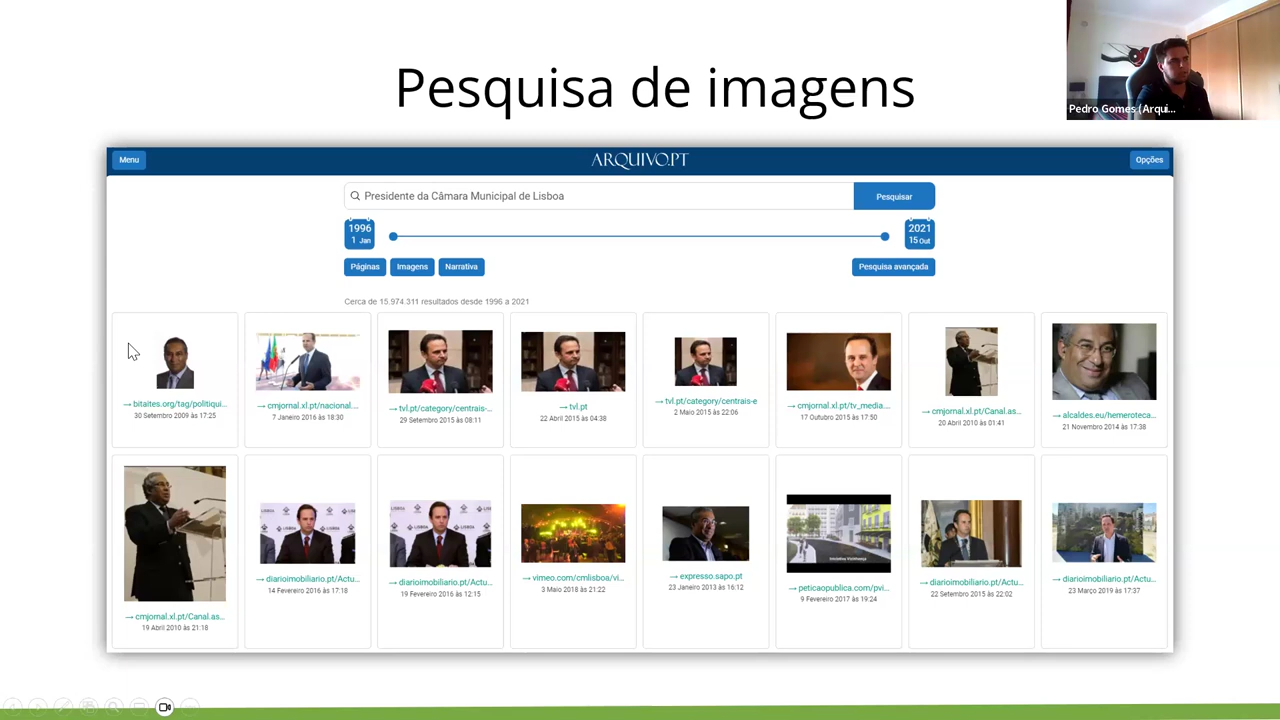 Pesquisa de imagens
Pedro Gomes (Arqui...
Menu
ARQUIVO.PT
Opções
Presidente da Câmara Municipal de Lisboa
Pesquisar
1996
1 Jan
2021
15 Out
Páginas
Imagens
Narrativa
Pesquisa avançada
Cerca de 15.974.311 resultados desde 1996 a 2021
→ bitaites.org/tag/politiqui...
30 Setembro 2009 às 17:25
→ cmjornal.xl.pt/nacional....
7 Janeiro 2016 às 18:30
→ tvl.pt/category/centrais-...
29 Setembro 2015 às 08:11
→ tvl.pt
22 Abril 2015 às 04:38
→ tvl.pt/category/centrais-e
2 Maio 2015 às 22:06
→ cmjornal.xl.pt/tv_media....
17 Outubro 2015 às 17:50
→ cmjornal.xl.pt/Canal.as...
20 Abril 2010 às 01:41
→ alcaldes.eu/hemeroteca...
21 Novembro 2014 às 17:38
→ cmjornal.xl.pt/Canal.as...
19 Abril 2010 às 21:18
LISBOA
→ diarioimobiliario.pt/Actu...
14 Fevereiro 2016 às 17:18
LISBOA
→ diarioimobiliario.pt/Actu...
19 Fevereiro 2016 às 12:15
→ vimeo.com/cmlisboa/vi...
3 Maio 2018 às 21:22
→ expresso.sapo.pt
23 Janeiro 2013 às 16:12
→ peticaopublica.com/pvi...
9 Fevereiro 2017 às 19:24
→ diarioimobiliario.pt/Actu...
22 Setembro 2015 às 22:02
→ diarioimobiliario.pt/Actu...
23 Março 2019 às 17:37